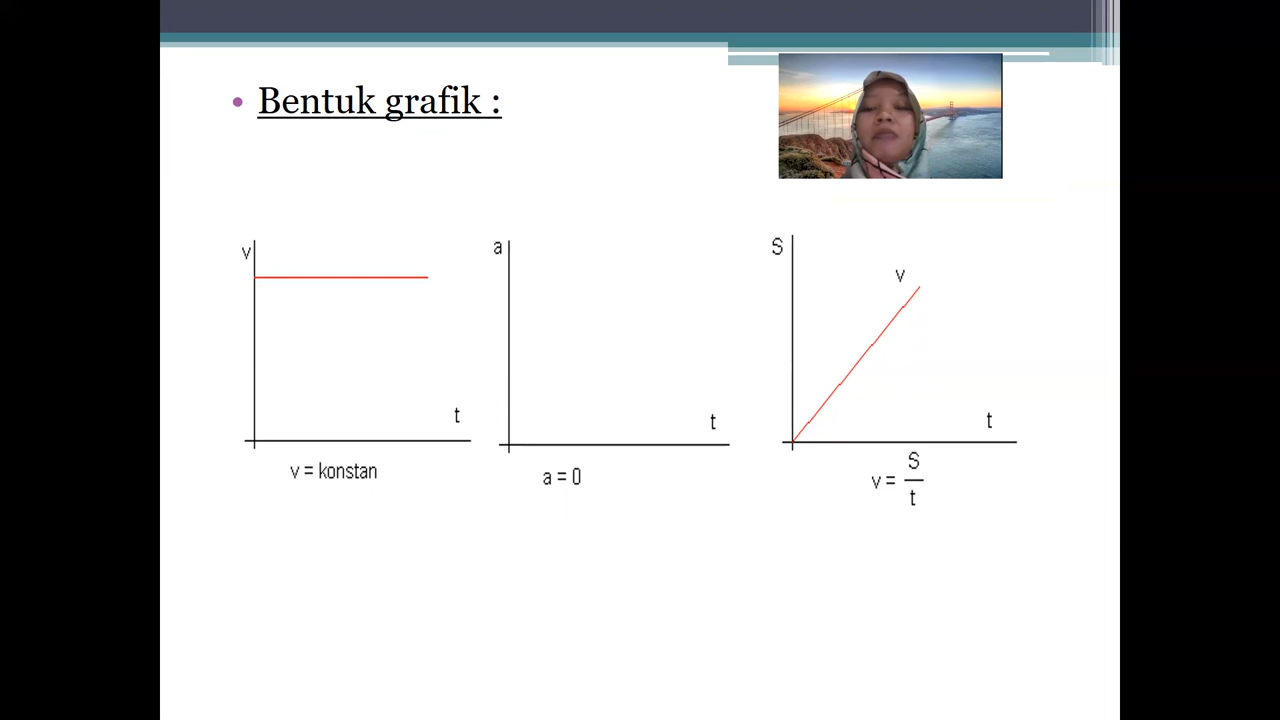 • Bentuk grafik :
v
t
v = konstan
a
t
a = 0
S
v
t
v = S
t